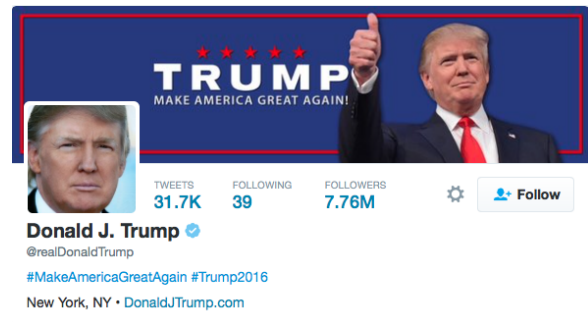 TRUMP
MAKE AMERICA GREAT AGAIN!
TWEETS FOLLOWING FOLLOWERS
31.7K 39 7.76M
Follow
Donald J. Trump
@realDonaldTrump
#MakeAmericaGreatAgain #Trump2016
New York, NY • DonaldJTrump.com